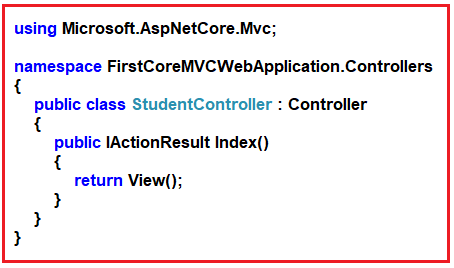 using Microsoft.AspNetCore.Mvc;
namespace FirstCoreMVCWebApplication.Controllers
{
public class StudentController : Controller
{
public IActionResult Index()
{
return View();
}
}
}